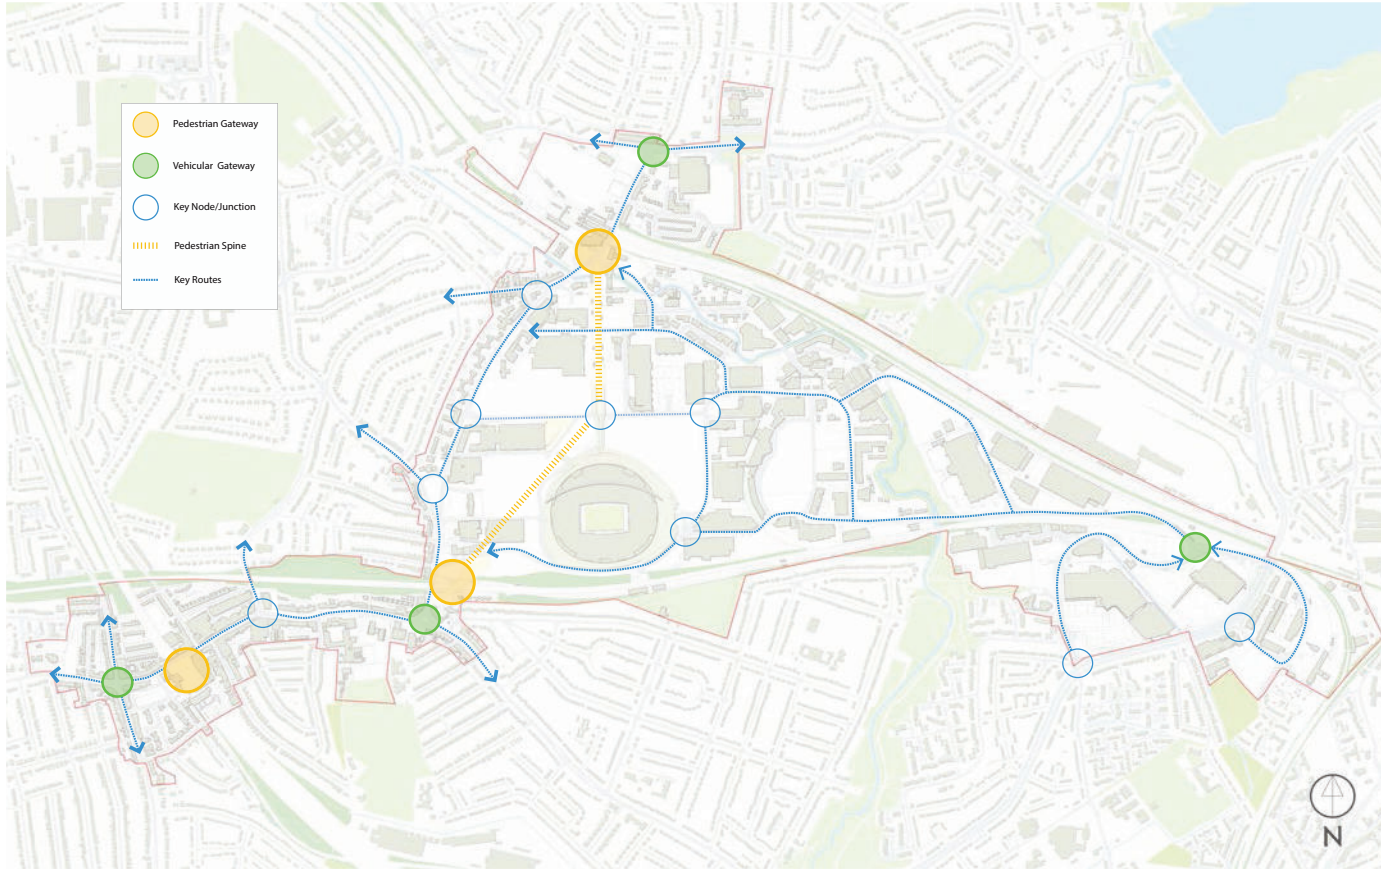 Pedestrian Gateway
Vehicular Gateway
Key Node/Junction
Pedestrian Spine
Key Routes
N